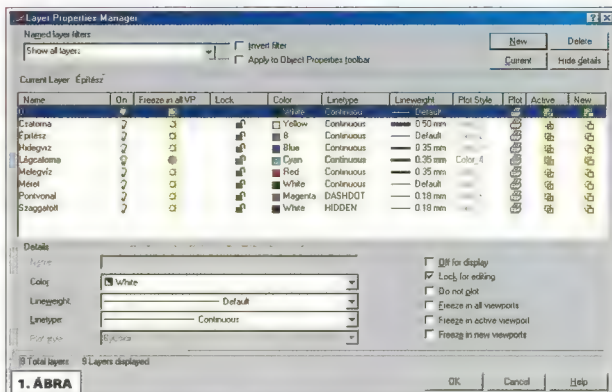 Layer Properties Manager
Named layer filters
Show all layers
Invert filter
Apply to Object Properties toolbar
New
Delete
Current
Hide details
Current Layer: Építész
Name On Freeze in all VP Lock Color Linetype Lineweight Plot Style Plot Active New
0 White Continuou Default
Csatorna Yellow Continuous 0.50 mm
Építész 8 Continuous Default
Hidegvíz Blue Continuous 0.35 mm
Légcsatorna Cyan Continuous 0.35 mm Color_4
Melegvíz Red Continuous 0.35 mm
Méret White Continuous Default
Pontvonal Magenta DASHDOT 0.18 mm
Szaggatott White HIDDEN 0.18 mm
Details
Name:
Color: White
Lineweight: Default
Linetype: Continuous
Plot style:
Off for display
Lock for editing
Do not plot
Freeze in all viewports
Freeze in active viewport
Freeze in new viewports
9 Total layers 9 Layers displayed
OK
Cancel
Help
1. ÁBRA